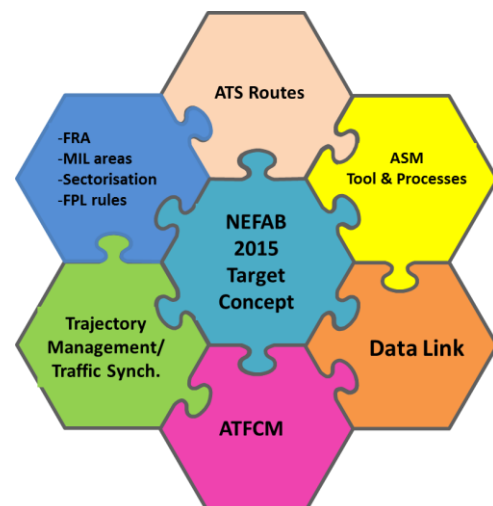 ATS Routes
-FRA
-MIL areas
-Sectorisation
-FPL rules
ASM
Tool & Processes
NEFAB
2015
Target
Concept
Trajectory
Management/
Traffic Synch.
Data Link
ATFCM